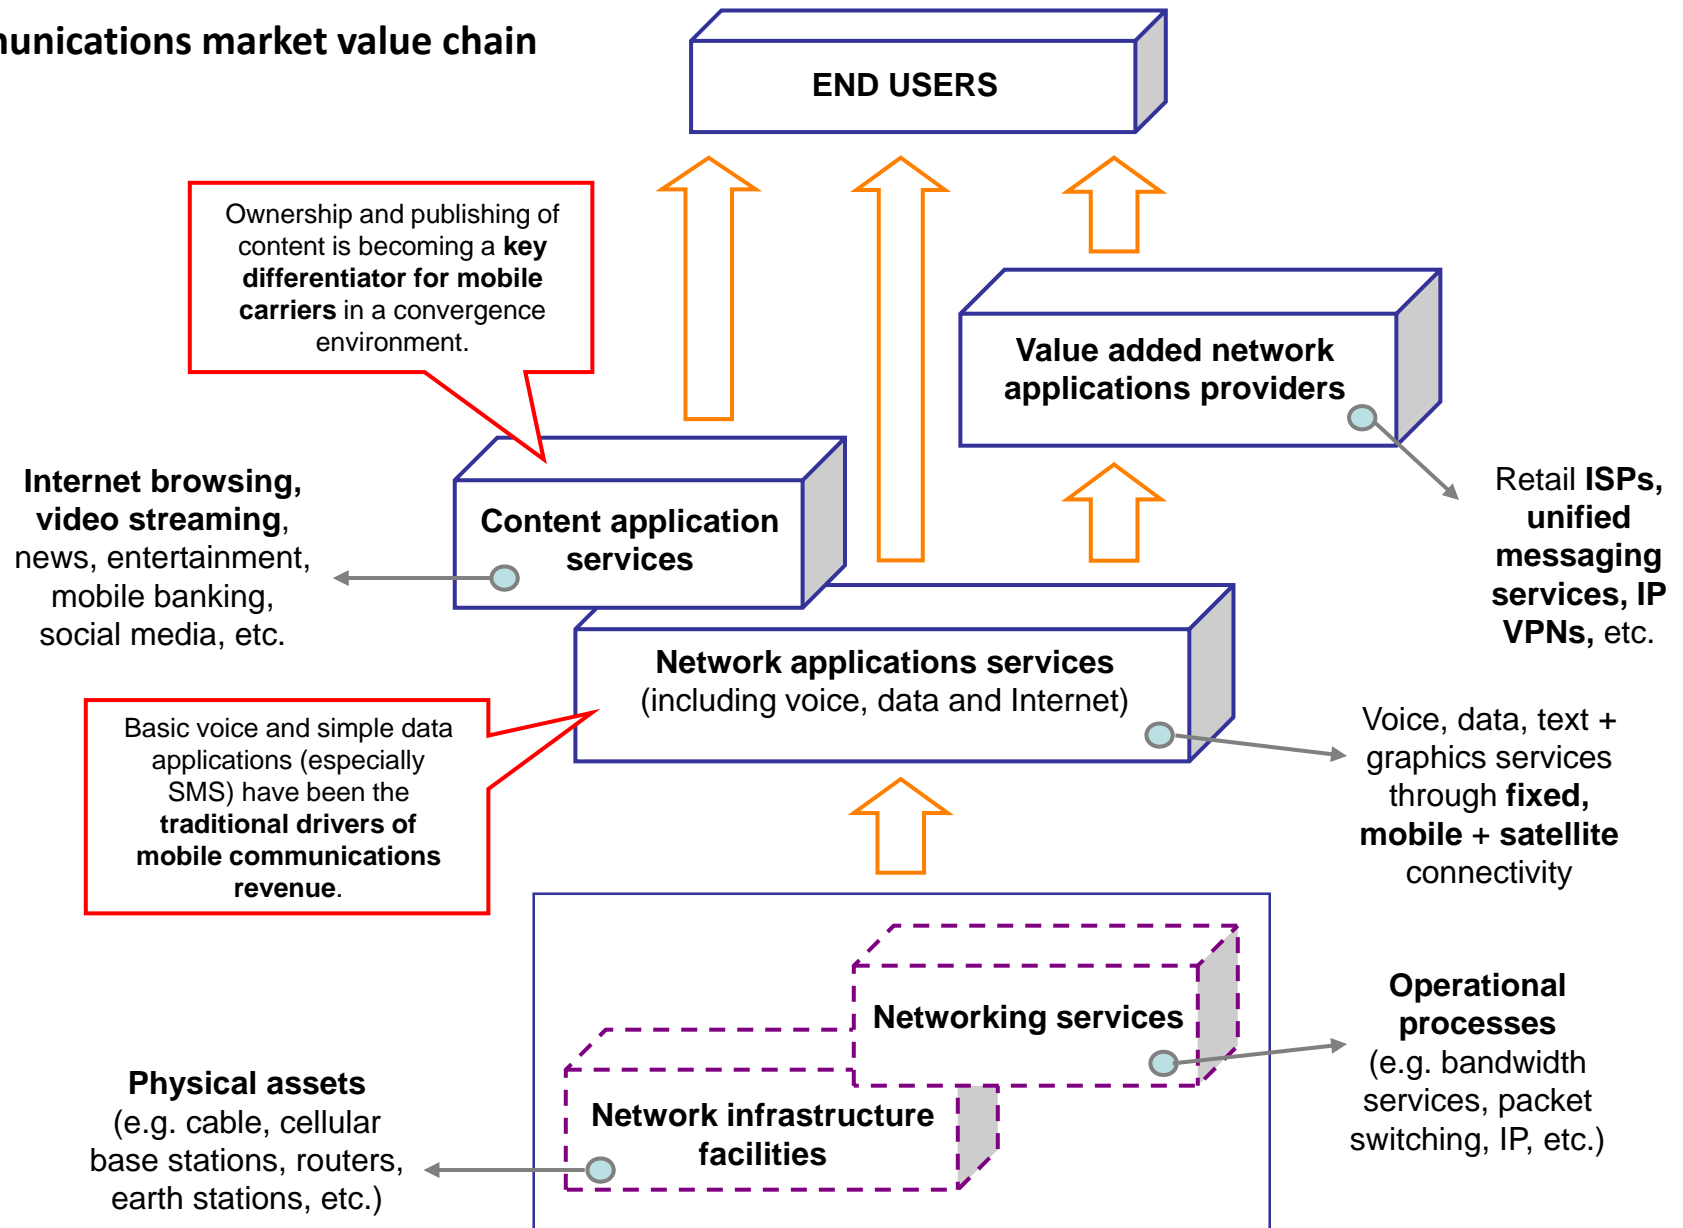 munications market value chain
END USERS
Ownership and publishing of
content is becoming a key
differentiator for mobile
carriers in a convergence
environment.
Value added network
applications providers
Internet browsing,
video streaming,
news, entertainment,
mobile banking,
social media, etc.
Content application
services
Retail ISPs,
unified
messaging
services, IP
VPNs, etc.
Network applications services
(including voice, data and Internet)
Basic voice and simple data
applications (especially
SMS) have been the
traditional drivers of
mobile communications
revenue.
Voice, data, text +
graphics services
through fixed,
mobile + satellite
connectivity
Networking services
Operational
processes
(e.g. bandwidth
services, packet
switching, IP, etc.)
Physical assets
(e.g. cable, cellular
base stations, routers,
earth stations, etc.)
Network infrastructure
facilities